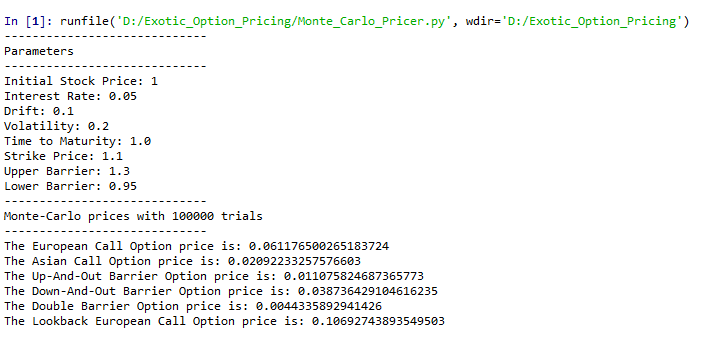 In [1]: runfile('D:/Exotic_Option_Pricing/Monte_Carlo_Pricer.py', wdir='D:/Exotic_Option_Pricing')
-----------------------------
Parameters
-----------------------------
Initial Stock Price: 1
Interest Rate: 0.05
Drift: 0.1
Volatility: 0.2
Time to Maturity: 1.0
Strike Price: 1.1
Upper Barrier: 1.3
Lower Barrier: 0.95
-----------------------------
Monte-Carlo prices with 100000 trials
-----------------------------
The European Call Option price is: 0.061176500265183724
The Asian Call Option price is: 0.02092233257576603
The Up-And-Out Barrier Option price is: 0.011075824687365773
The Down-And-Out Barrier Option price is: 0.038736429104616235
The Double Barrier Option price is: 0.0044335892941426
The Lookback European Call Option price is: 0.10692743893549503